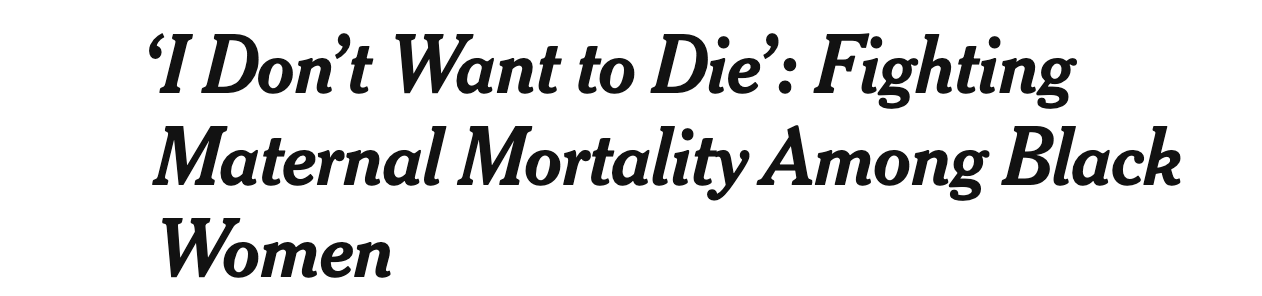 ‘I Don’t Want to Die’: Fighting
Maternal Mortality Among Black
Women